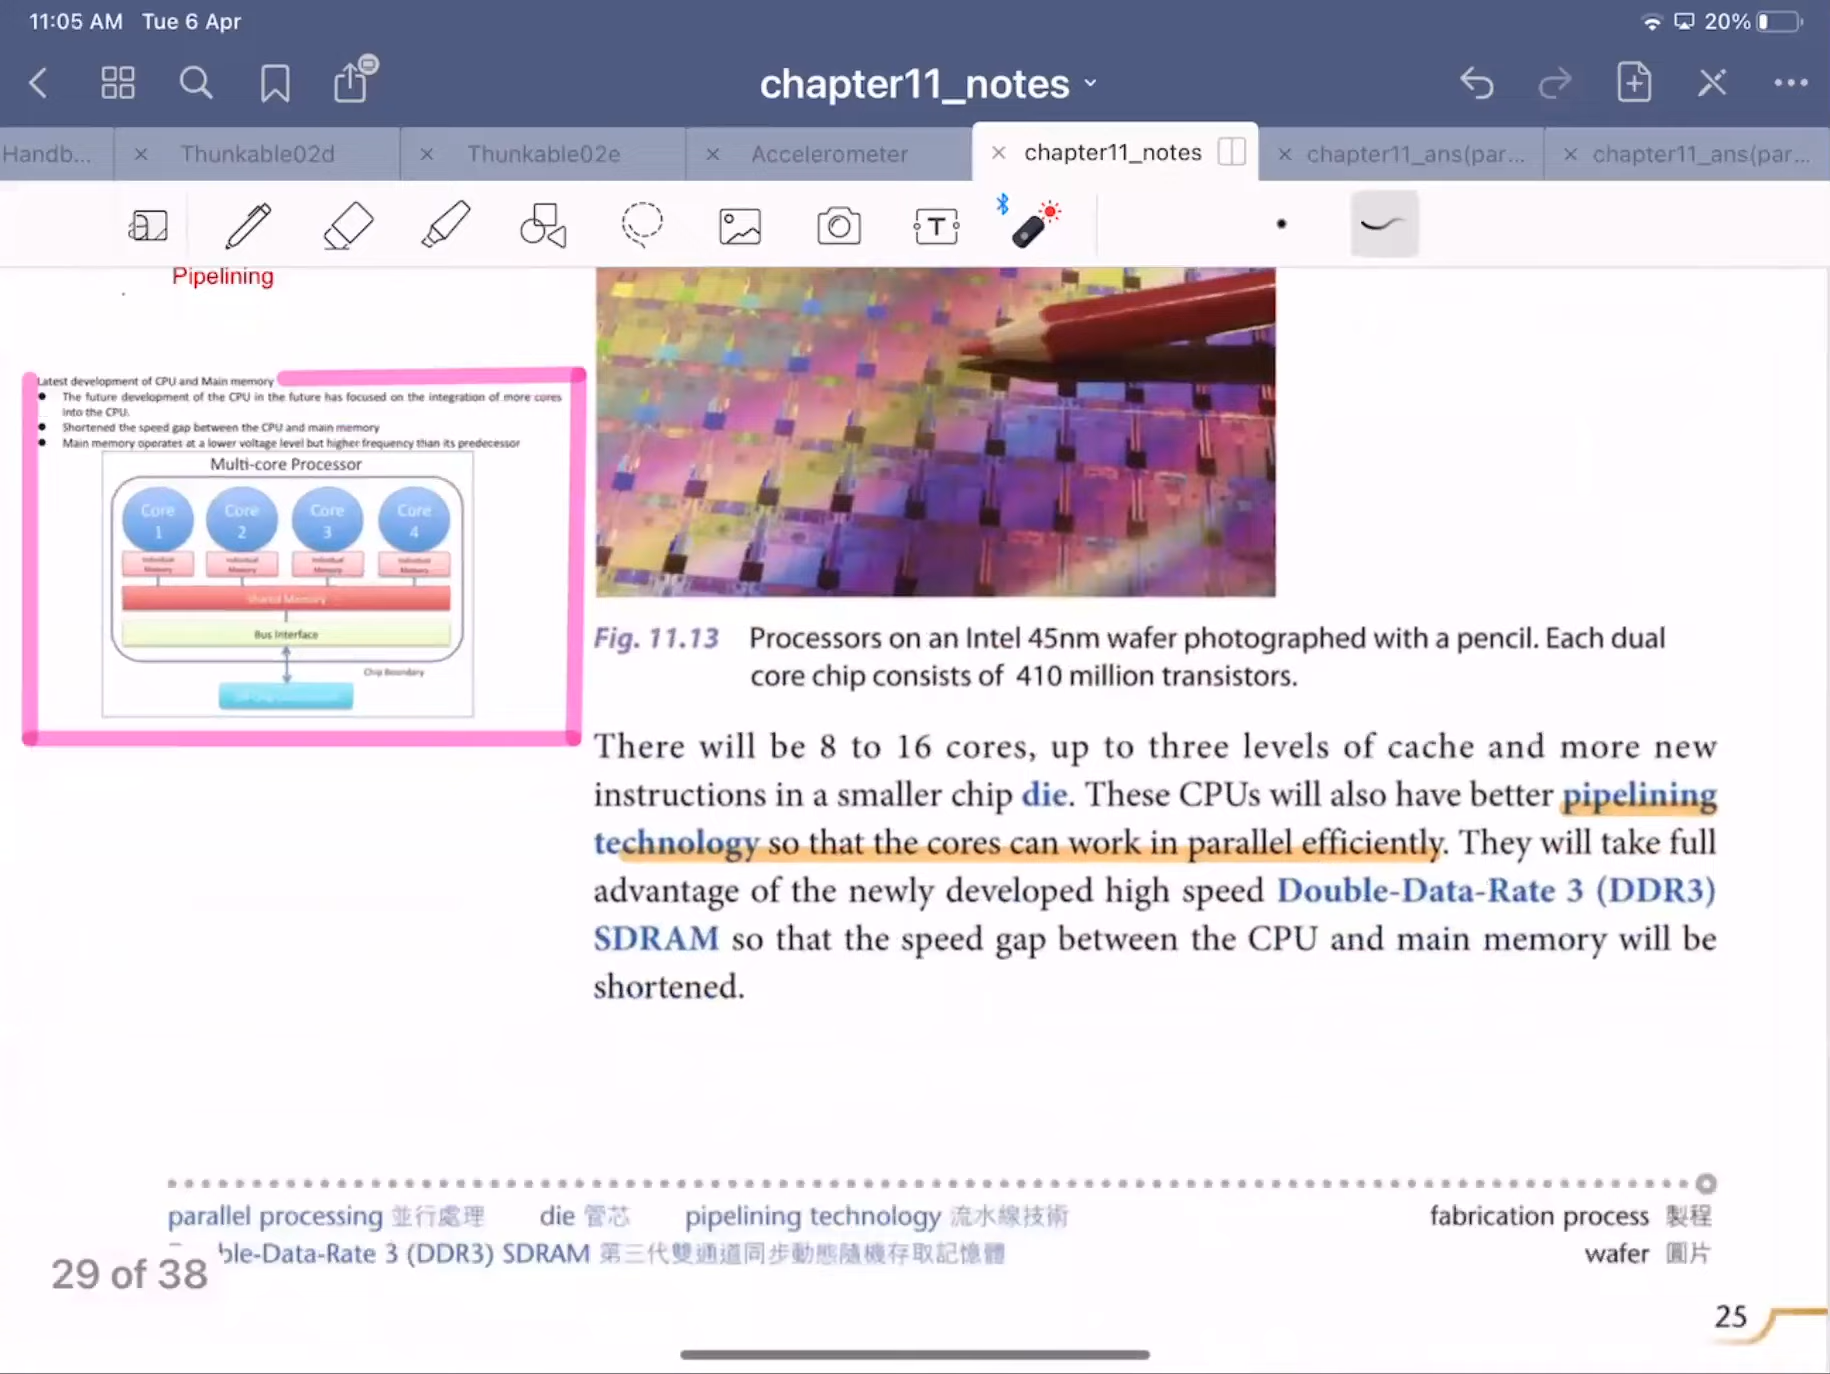 11:05 AM Tue 6 Apr
20%
chapter11_notes
Handb...
Thunkable02d
Thunkable02e
Accelerometer
chapter11_notes
chapter11_ans(par...
chapter11_ans(par...
Pipelining
Latest development of CPU and Main memory
The future development of the CPU in the future has focused on the integration of more cores
into the CPU.
Shortened the speed gap between the CPU and main memory
Main memory operates at a lower voltage level but higher frequency than its predecessor
Multi-core Processor
Core 1
Core 2
Core 3
Core 4
Individual Memory
Individual Memory
Individual Memory
Individual Memory
Shared Memory
Bus Interface
Chip Boundary
Fig. 11.13 Processors on an Intel 45nm wafer photographed with a pencil. Each dual
core chip consists of 410 million transistors.
There will be 8 to 16 cores, up to three levels of cache and more new
instructions in a smaller chip die. These CPUs will also have better pipelining
technology so that the cores can work in parallel efficiently. They will take full
advantage of the newly developed high speed Double-Data-Rate 3 (DDR3)
SDRAM so that the speed gap between the CPU and main memory will be
shortened.
parallel processing 並行處理 die 管芯 pipelining technology 流水線技術 fabrication process 製程
ble-Data-Rate 3 (DDR3) SDRAM 第三代雙通道同步動態隨機存取記憶體 wafer 圓片
29 of 38
25